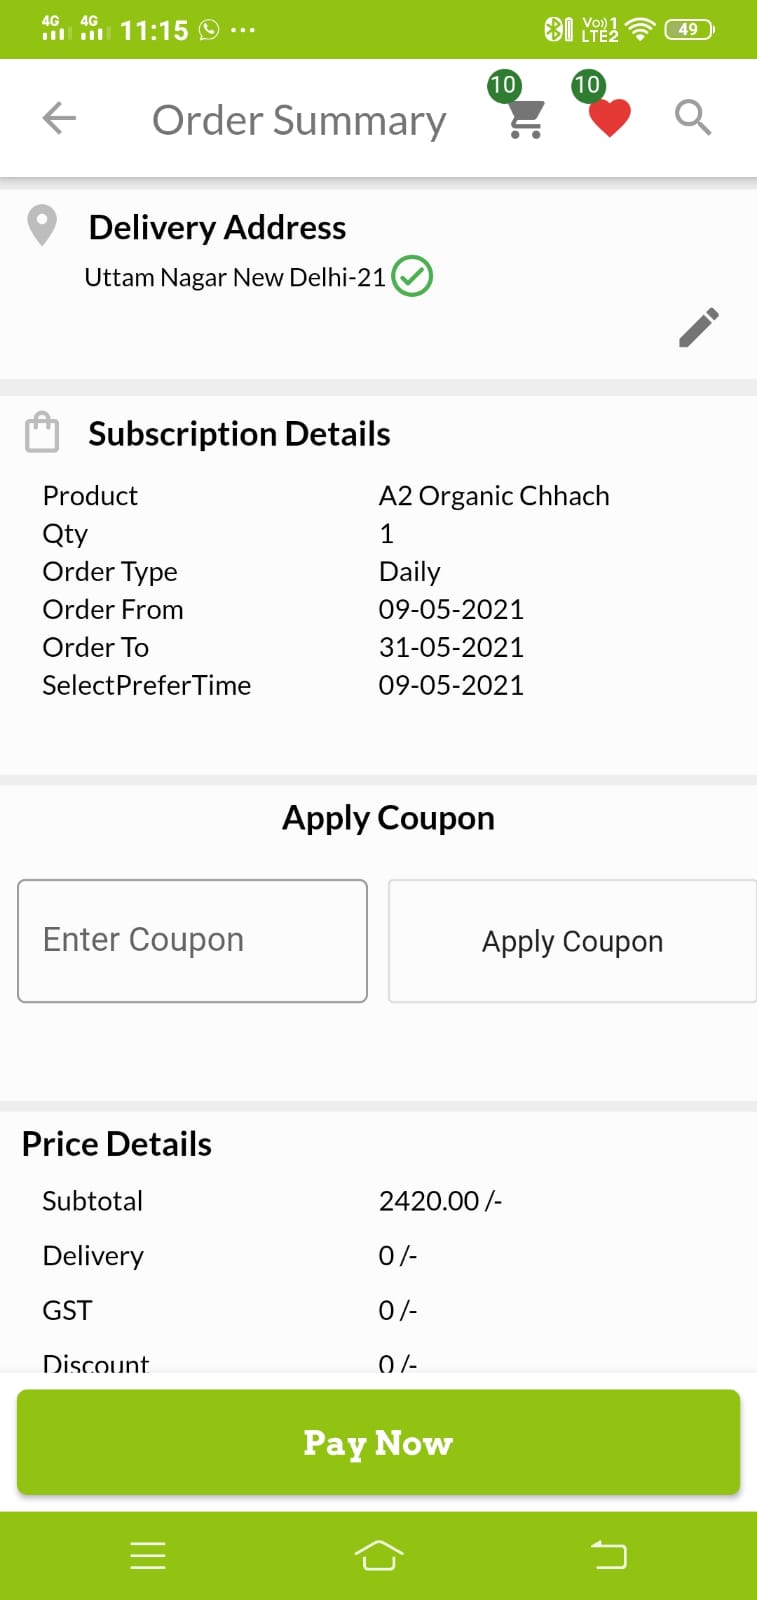 4G 4G 11:15 ... Vo)) 1 LTE2 49
10 10
Order Summary
Delivery Address
Uttam Nagar New Delhi-21
Subscription Details
Product A2 Organic Chhach
Qty 1
Order Type Daily
Order From 09-05-2021
Order To 31-05-2021
SelectPreferTime 09-05-2021
Apply Coupon
Enter Coupon Apply Coupon
Price Details
Subtotal 2420.00 /-
Delivery 0 /-
GST 0 /-
Discount 0 /-
Pay Now